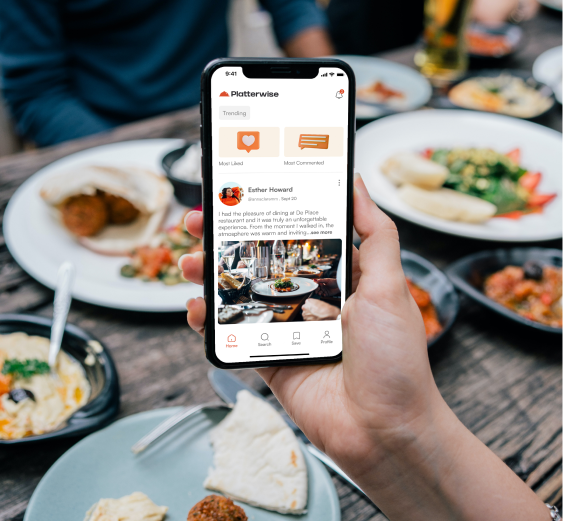 9:41
Platterwise
Trending
Most Liked
Most Commented
Esther Howard
Sept 20
I had the pleasure of dining at Da Place
restaurant and it was truly an unforgettable
experience. From the moment I walked in, the
atmosphere was warm and inviting...see more
Home
Search
Save
Profile